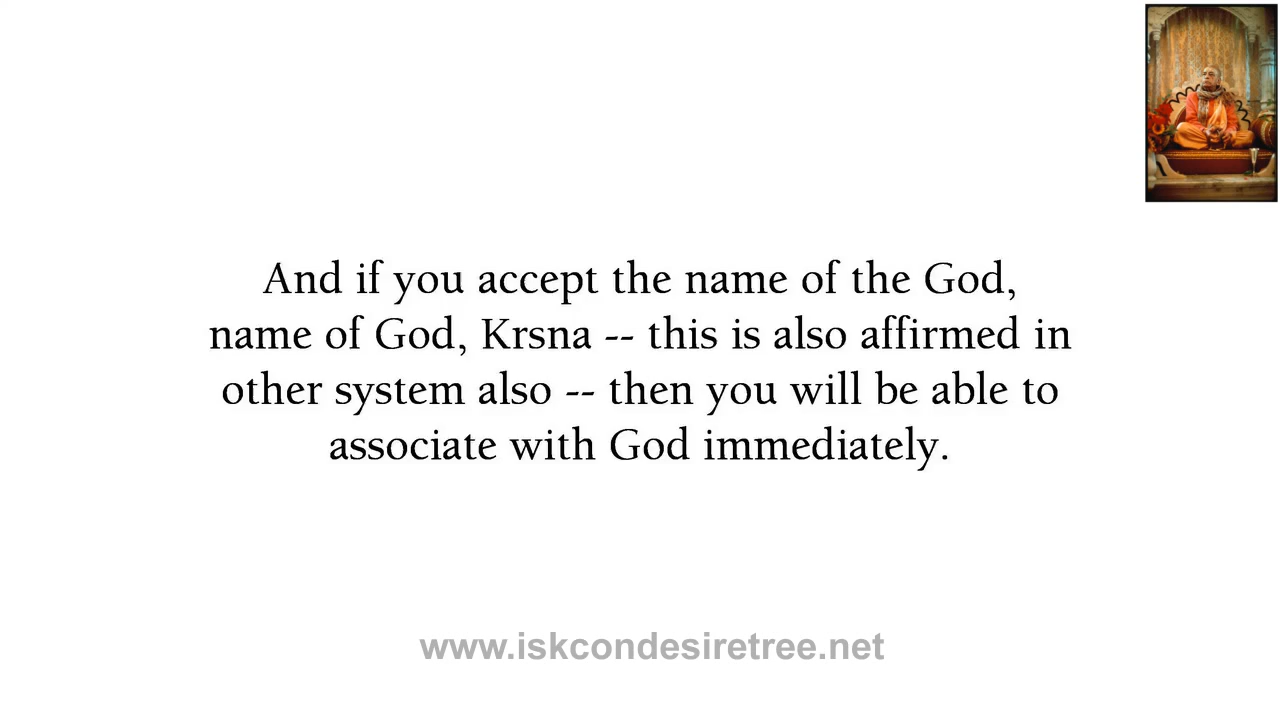 And if you accept the name of the God,
name of God, Krsna -- this is also affirmed in
other system also -- then you will be able to
associate with God immediately.
www.iskcondesiretree.net